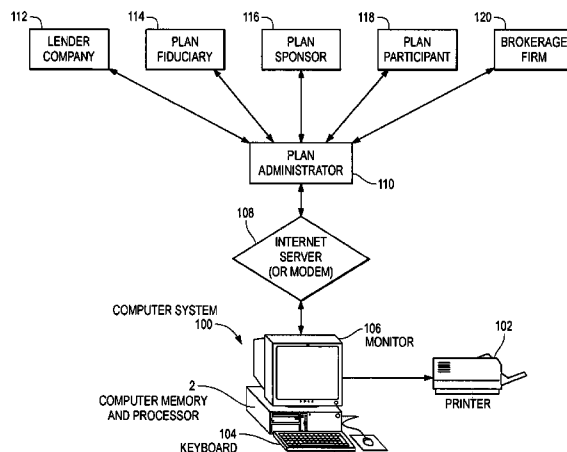 112
LENDER
COMPANY
114
PLAN
FIDUCIARY
116
PLAN
SPONSOR
118
PLAN
PARTICIPANT
120
BROKERAGE
FIRM
PLAN
ADMINISTRATOR
110
108
INTERNET
SERVER
(OR MODEM)
COMPUTER SYSTEM
100
106
MONITOR
102
PRINTER
2
COMPUTER MEMORY
AND PROCESSOR
104
KEYBOARD